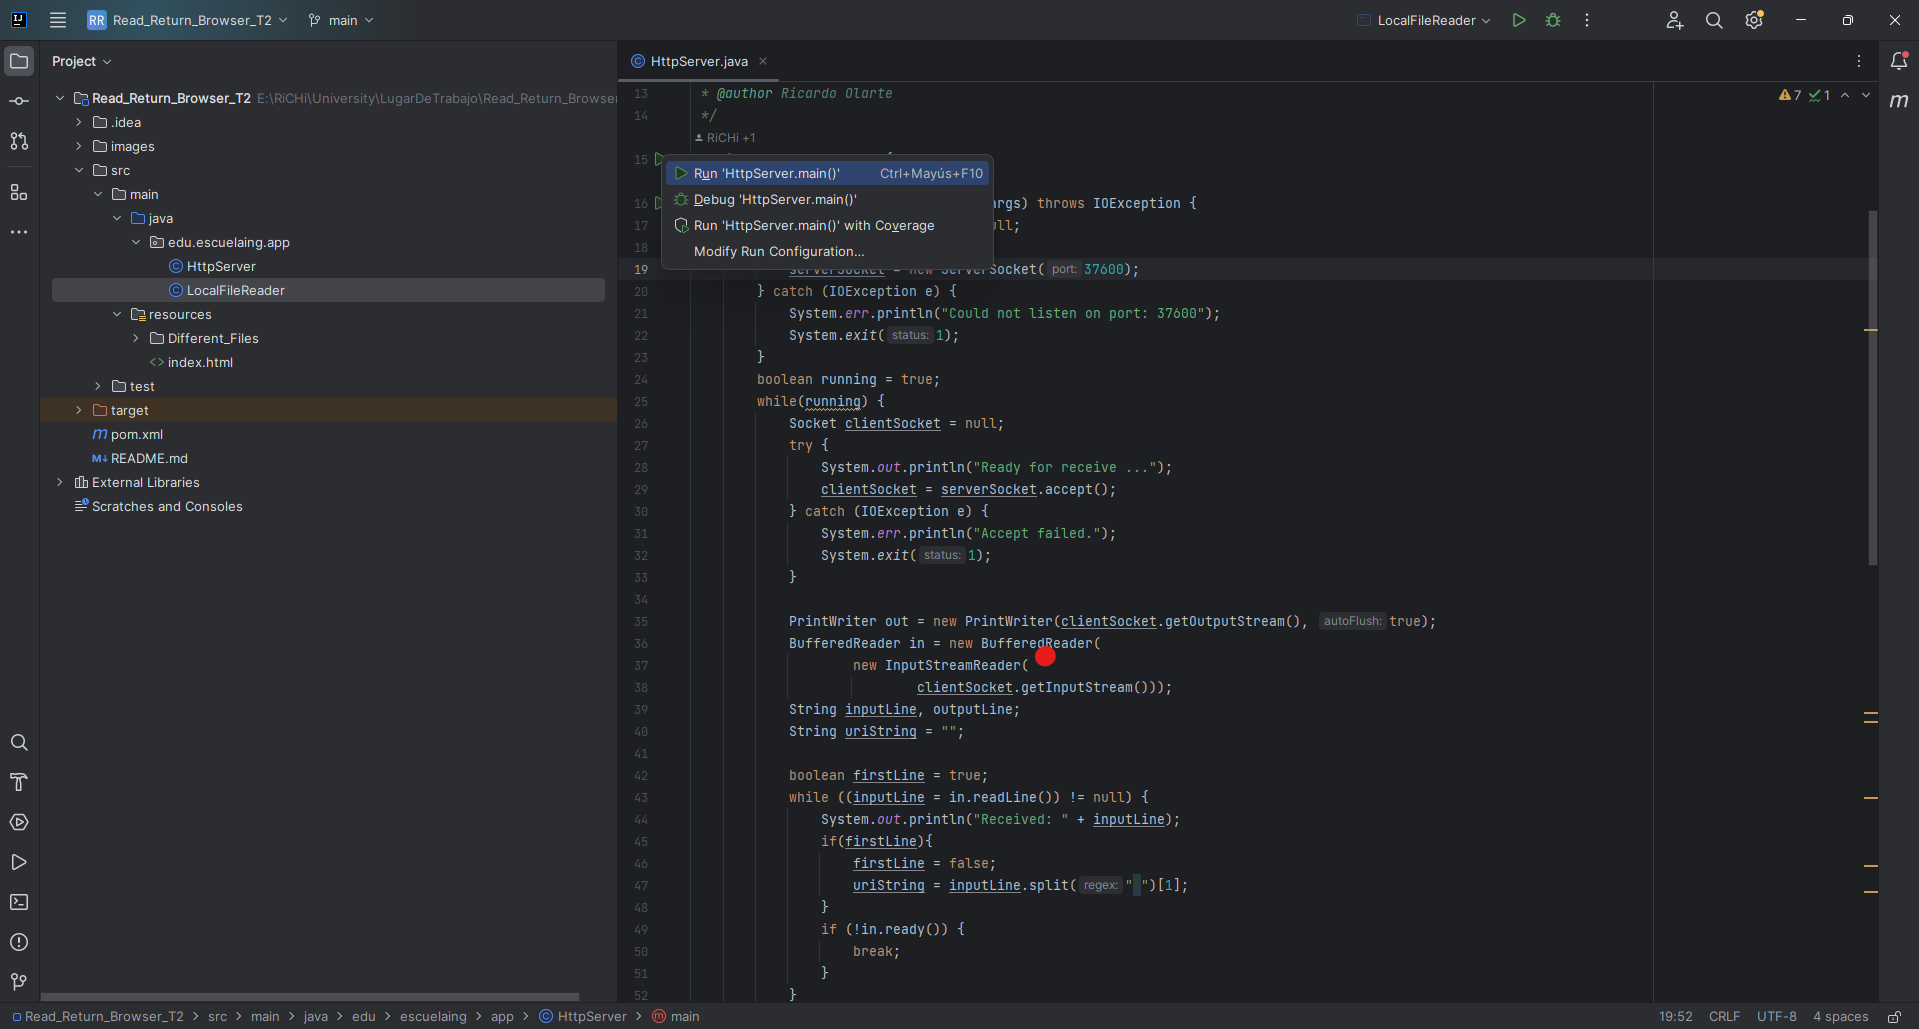 RR Read_Return_Browser_T2 main LocalFileReader
Project
Read_Return_Browser_T2 E:\RiCHi\University\LugarDeTrabajo\Read_Return_Browser
.idea
images
src
main
java
edu.escuelaing.app
HttpServer
LocalFileReader
resources
Different_Files
index.html
test
target
pom.xml
README.md
External Libraries
Scratches and Consoles
HttpServer.java
7 1
13 * @author Ricardo Olarte
14 */
RiCHi +1
15
Run 'HttpServer.main()' Ctrl+Mayús+F10
Debug 'HttpServer.main()'
Run 'HttpServer.main()' with Coverage
Modify Run Configuration...
16 args) throws IOException {
17 ull;
18
19 serverSocket = new ServerSocket( port: 37600);
20 } catch (IOException e) {
21 System.err.println("Could not listen on port: 37600");
22 System.exit( status: 1);
23 }
24 boolean running = true;
25 while(running) {
26 Socket clientSocket = null;
27 try {
28 System.out.println("Ready for receive ...");
29 clientSocket = serverSocket.accept();
30 } catch (IOException e) {
31 System.err.println("Accept failed.");
32 System.exit( status: 1);
33 }
34
35 PrintWriter out = new PrintWriter(clientSocket.getOutputStream(), autoFlush: true);
36 BufferedReader in = new BufferedReader(
37 new InputStreamReader(
38 clientSocket.getInputStream()));
39 String inputLine, outputLine;
40 String uriString = "";
41
42 boolean firstLine = true;
43 while ((inputLine = in.readLine()) != null) {
44 System.out.println("Received: " + inputLine);
45 if(firstLine){
46 firstLine = false;
47 uriString = inputLine.split( regex: " ")[1];
48 }
49 if (!in.ready()) {
50 break;
51 }
52 }
Read_Return_Browser_T2 > src > main > java > edu > escuelaing > app > HttpServer > main 19:52 CRLF UTF-8 4 spaces